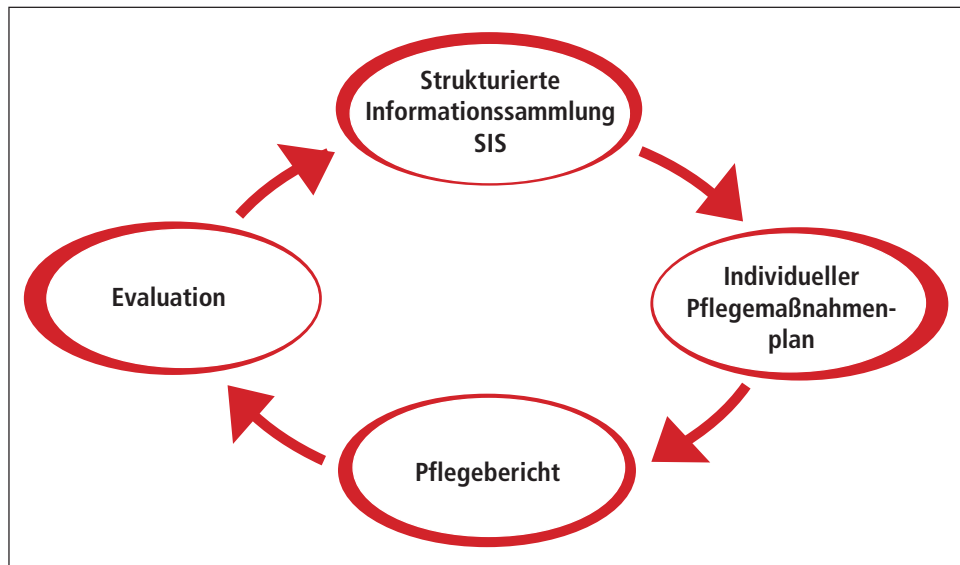 Strukturierte
Informationssammlung
SIS
Individueller
Pflegemaßnahmen-
plan
Pflegebericht
Evaluation